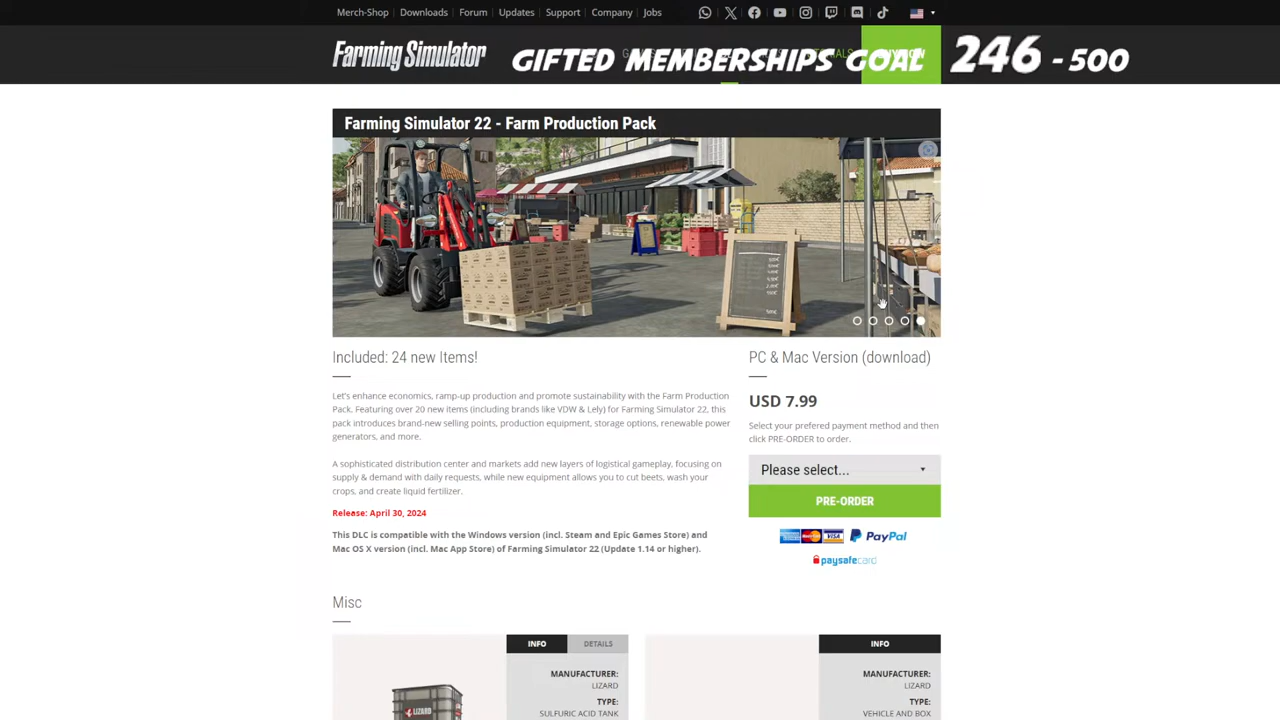 Merch-Shop Downloads Forum Updates Support Company Jobs
Farming Simulator
GIFTED MEMBERSHIPS GOAL 246 - 500
Farming Simulator 22 - Farm Production Pack
Included: 24 new Items!
Let's enhance economics, ramp-up production and promote sustainability with the Farm Production
Pack. Featuring over 20 new items (including brands like VDW & Lely) for Farming Simulator 22, this
pack introduces brand-new selling points, production equipment, storage options, renewable power
generators, and more.
A sophisticated distribution center and markets add new layers of logistical gameplay, focusing on
supply & demand with daily requests, while new equipment allows you to cut beets, wash your
crops, and create liquid fertilizer.
Release: April 30, 2024
This DLC is compatible with the Windows version (incl. Steam and Epic Games Store) and
Mac OS X version (incl. Mac App Store) of Farming Simulator 22 (Update 1.14 or higher).
PC & Mac Version (download)
USD 7.99
Select your prefered payment method and then
click PRE-ORDER to order.
Please select...
PRE-ORDER
VISA PayPal
paysafecard
Misc
INFO DETAILS
MANUFACTURER:
LIZARD
TYPE:
SULFURIC ACID TANK
LIZARD
INFO
MANUFACTURER:
LIZARD
TYPE:
VEHICLE AND BOX